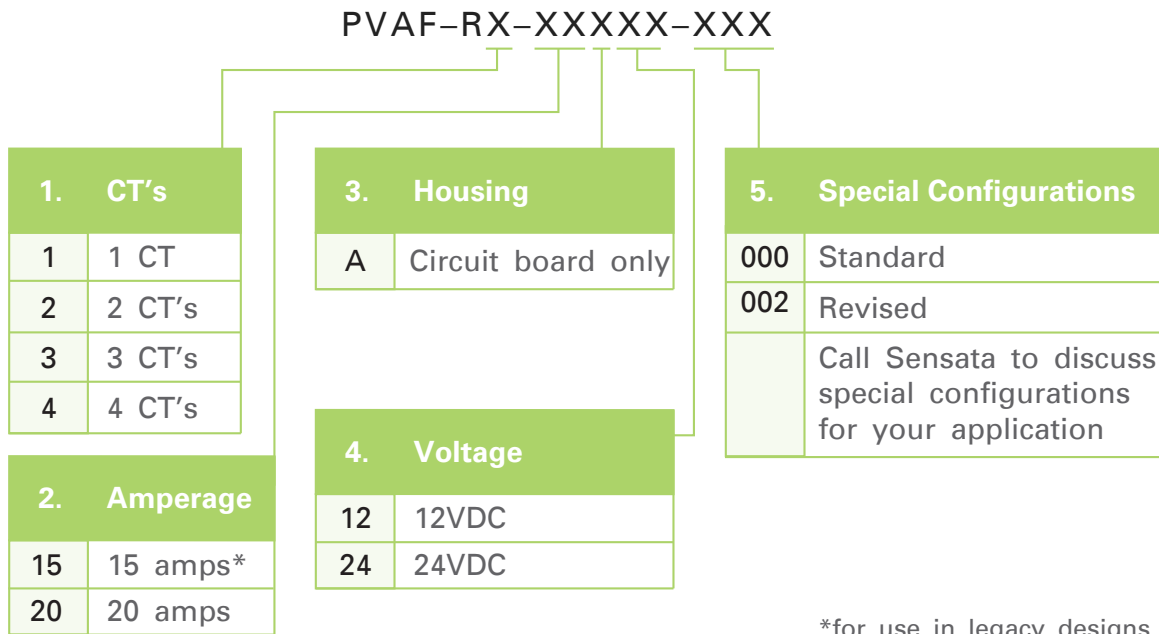 PVAF–RX–XXXXX–XXX
1. CT's
1 1 CT
2 2 CT's
3 3 CT's
4 4 CT's
2. Amperage
15 15 amps*
20 20 amps
3. Housing
A Circuit board only
4. Voltage
12 12VDC
24 24VDC
5. Special Configurations
000 Standard
002 Revised
Call Sensata to discuss
special configurations
for your application
*for use in legacy designs